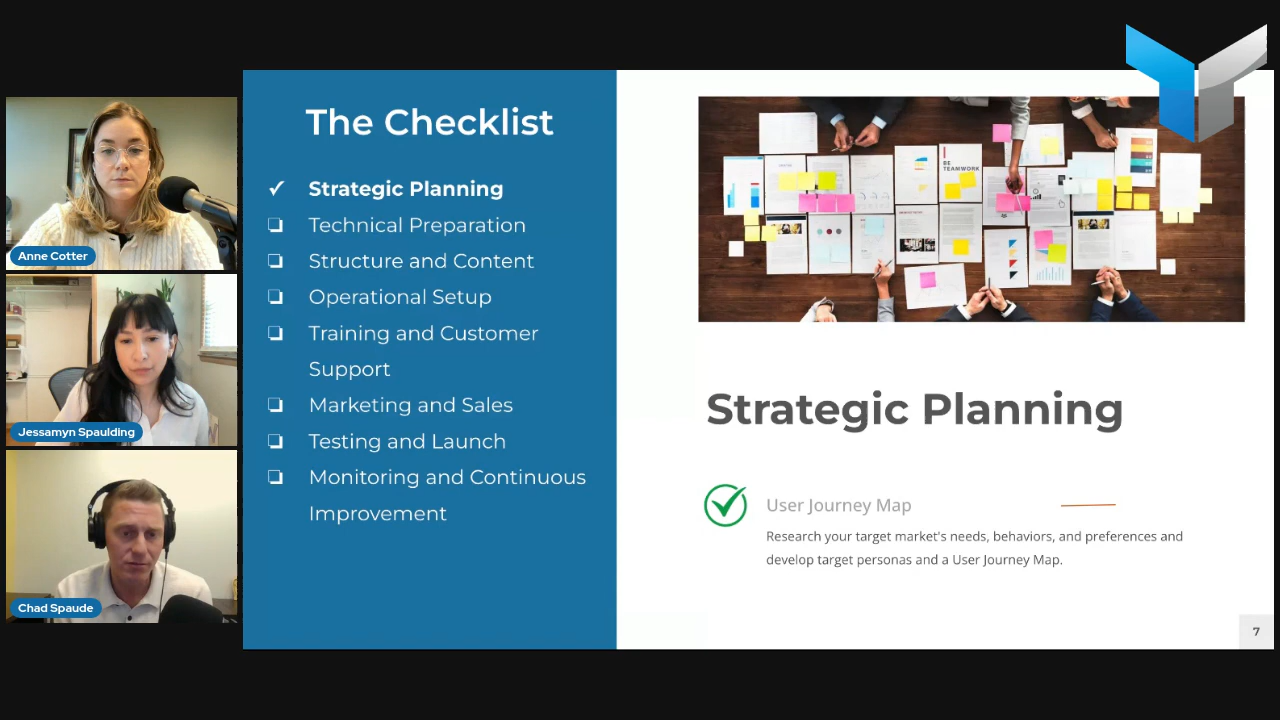 Anne Cotter
Jessamyn Spaulding
Chad Spaude
The Checklist
Strategic Planning
Technical Preparation
Structure and Content
Operational Setup
Training and Customer
Support
Marketing and Sales
Testing and Launch
Monitoring and Continuous
Improvement
BE
TEAMWORK
Strategic Planning
User Journey Map
Research your target market's needs, behaviors, and preferences and
develop target personas and a User Journey Map.
7